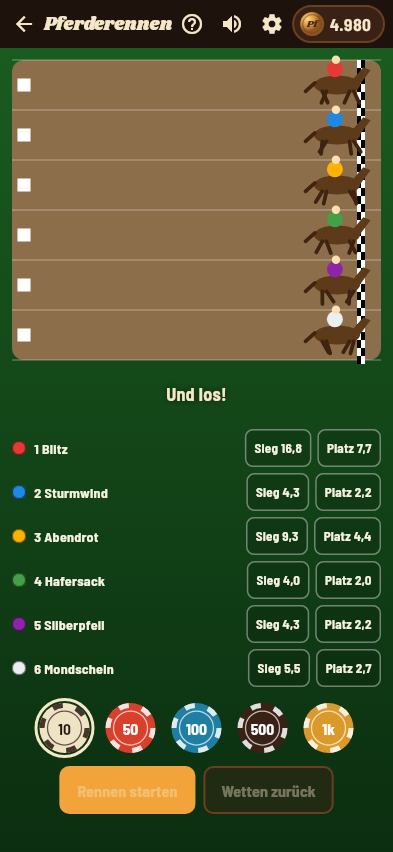 Pferderennen
Pf 4.980
Und los!
1 Blitz Sieg 16,8 Platz 7,7
2 Sturmwind Sieg 4,3 Platz 2,2
3 Abendrot Sieg 9,3 Platz 4,4
4 Hafersack Sieg 4,0 Platz 2,0
5 Silberpfeil Sieg 4,3 Platz 2,2
6 Mondschein Sieg 5,5 Platz 2,7
10 50 100 500 1k
Rennen starten Wetten zurück